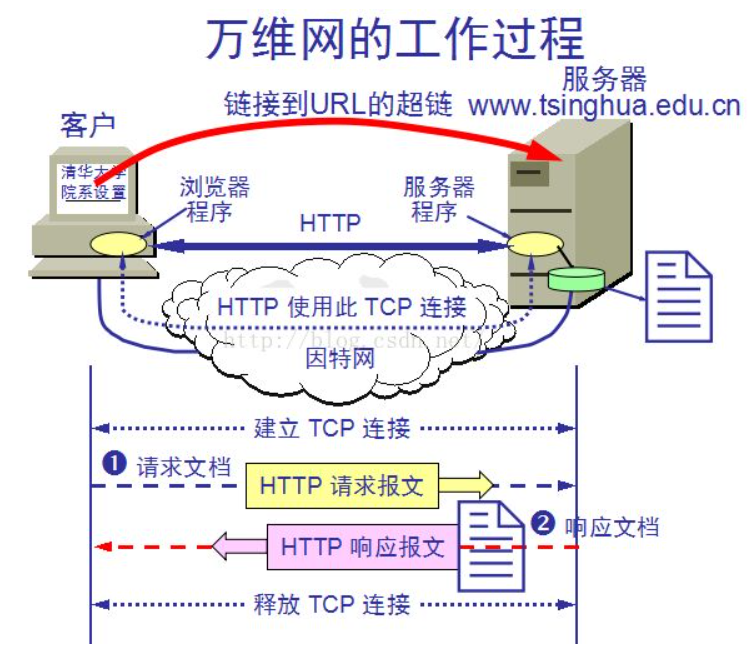 万维网的工作过程
服务器
链接到URL的超链 www.tsinghua.edu.cn
客户
清华大学
院系设置
浏览器
程序
服务器
程序
HTTP
HTTP 使用此 TCP 连接
http://blog.csdn.net/
因特网
建立 TCP 连接
❶ 请求文档
HTTP 请求报文
HTTP 响应报文
❷ 响应文档
释放 TCP 连接